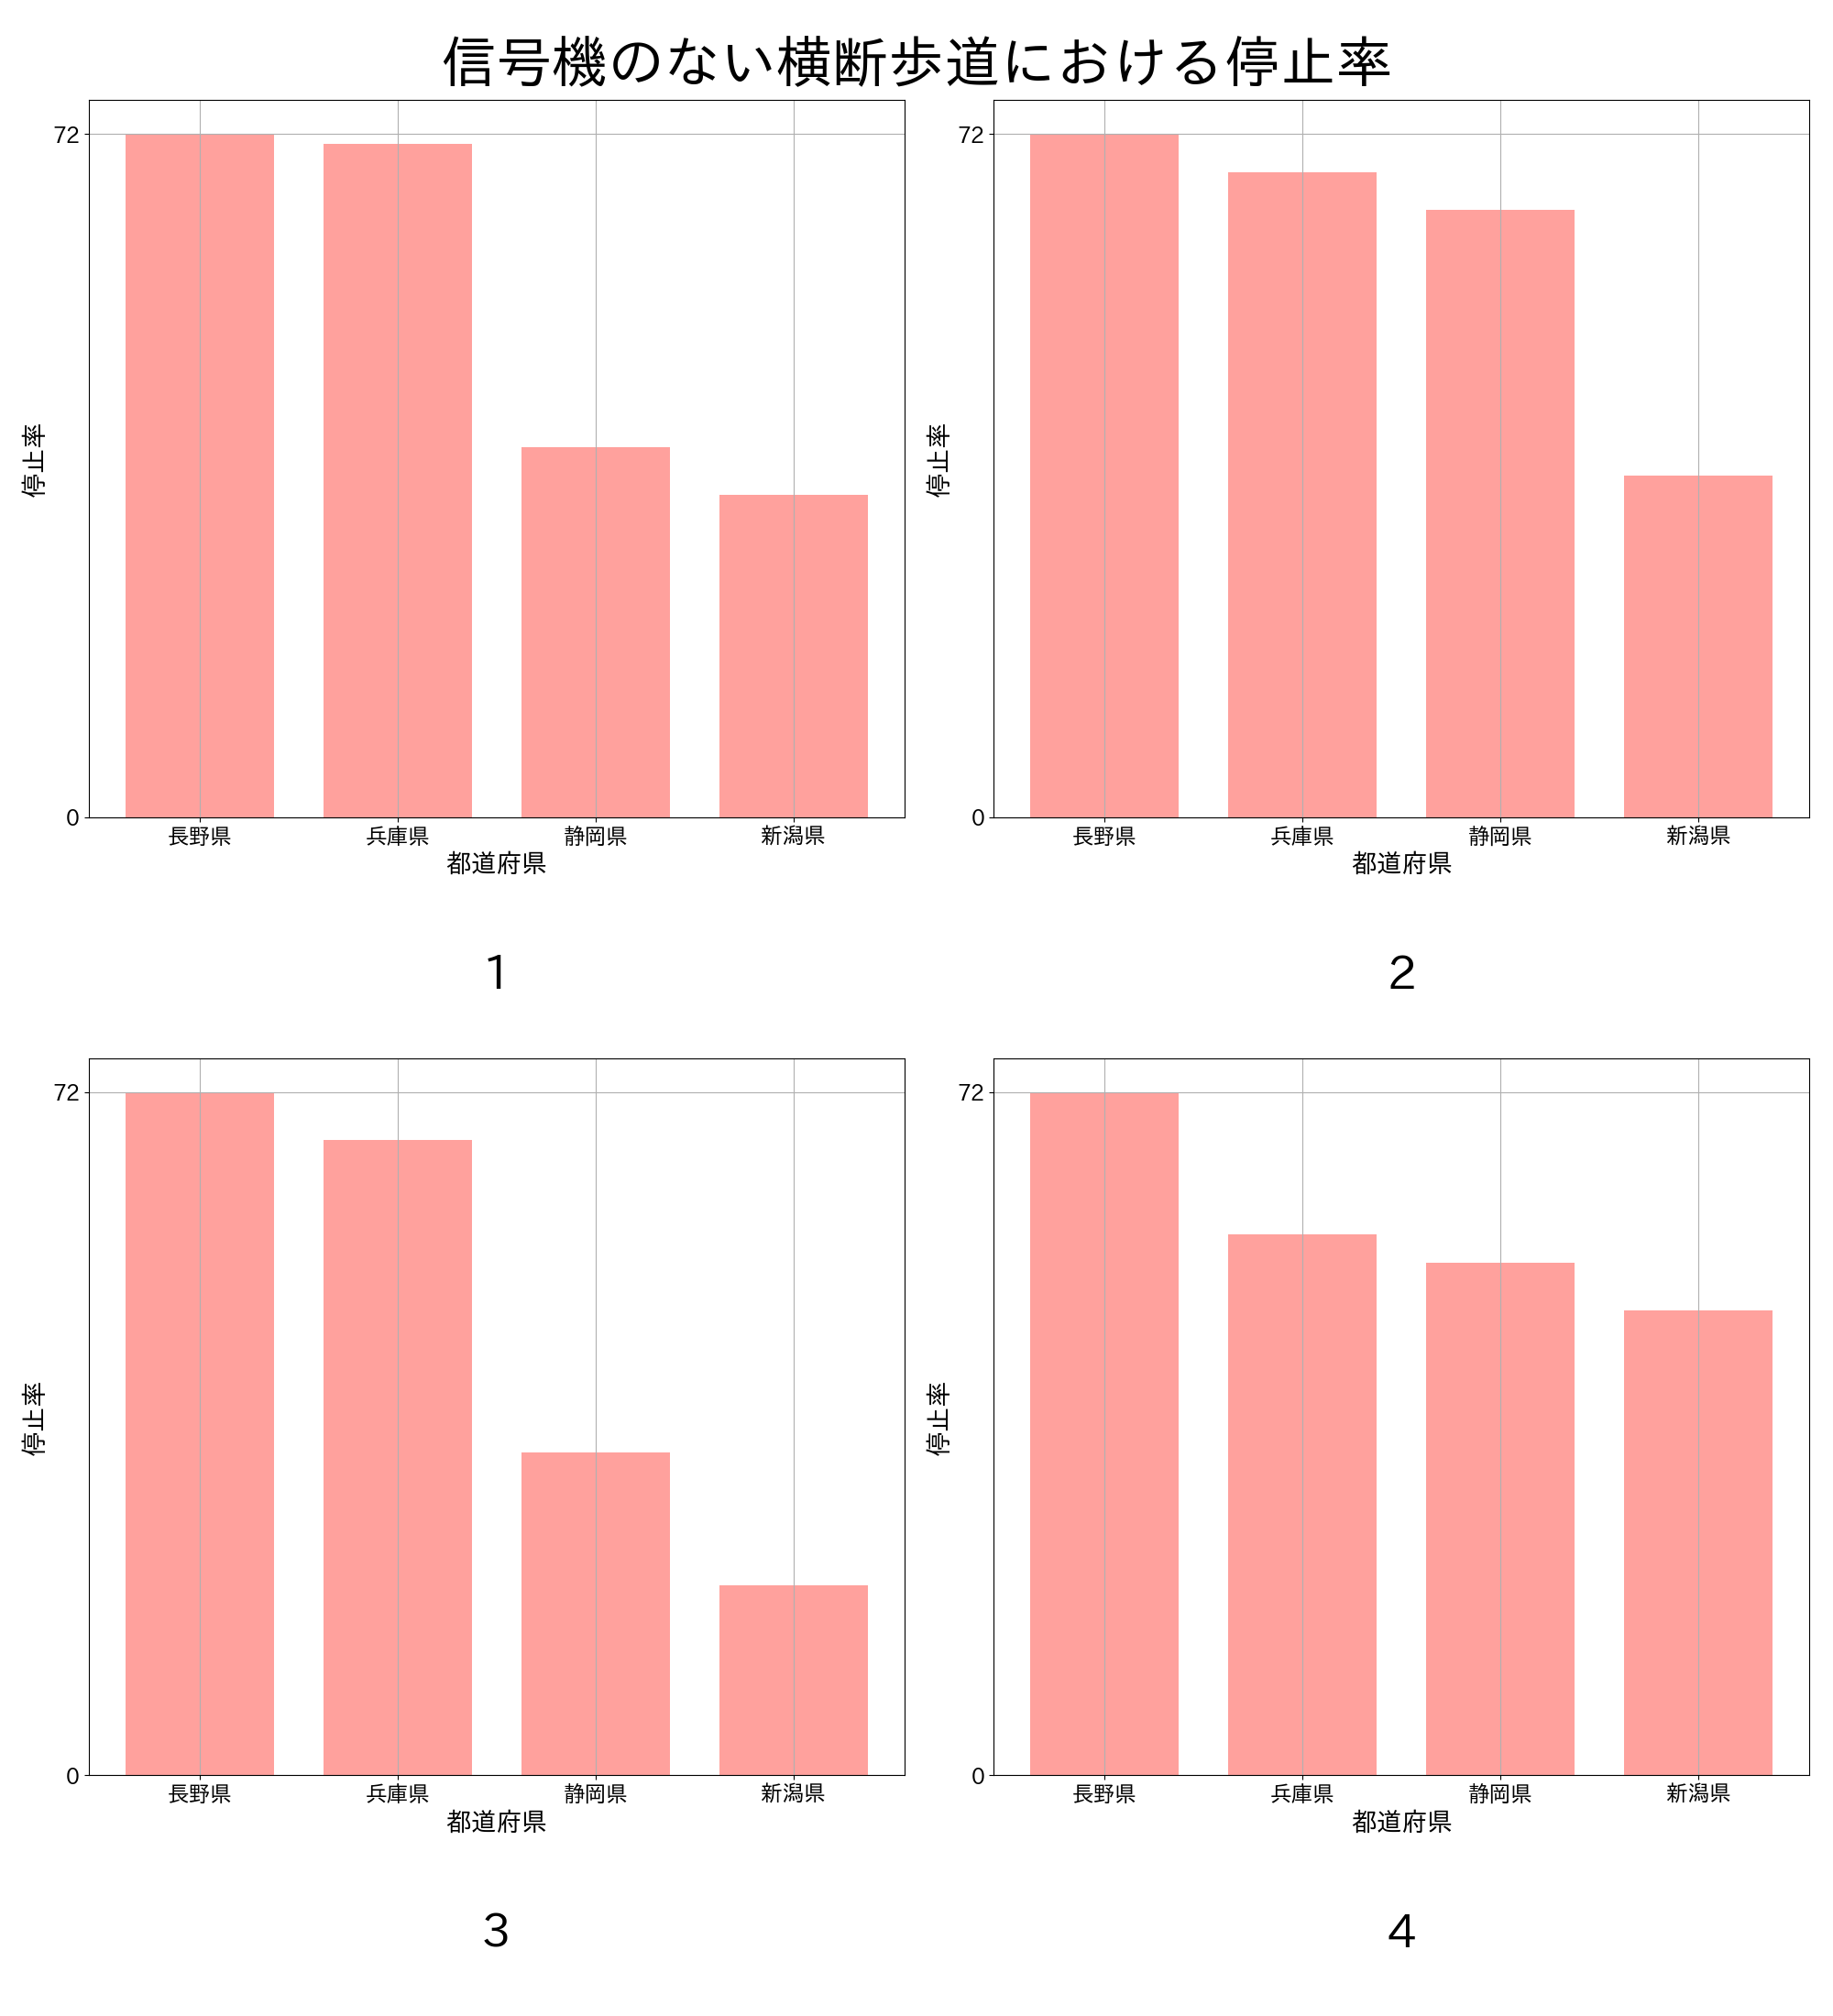 信号機のない横断歩道における停止率
72
0
停止率
長野県 兵庫県 静岡県 新潟県
都道府県
1
72
0
停止率
長野県 兵庫県 静岡県 新潟県
都道府県
2
72
0
停止率
長野県 兵庫県 静岡県 新潟県
都道府県
3
72
0
停止率
長野県 兵庫県 静岡県 新潟県
都道府県
4